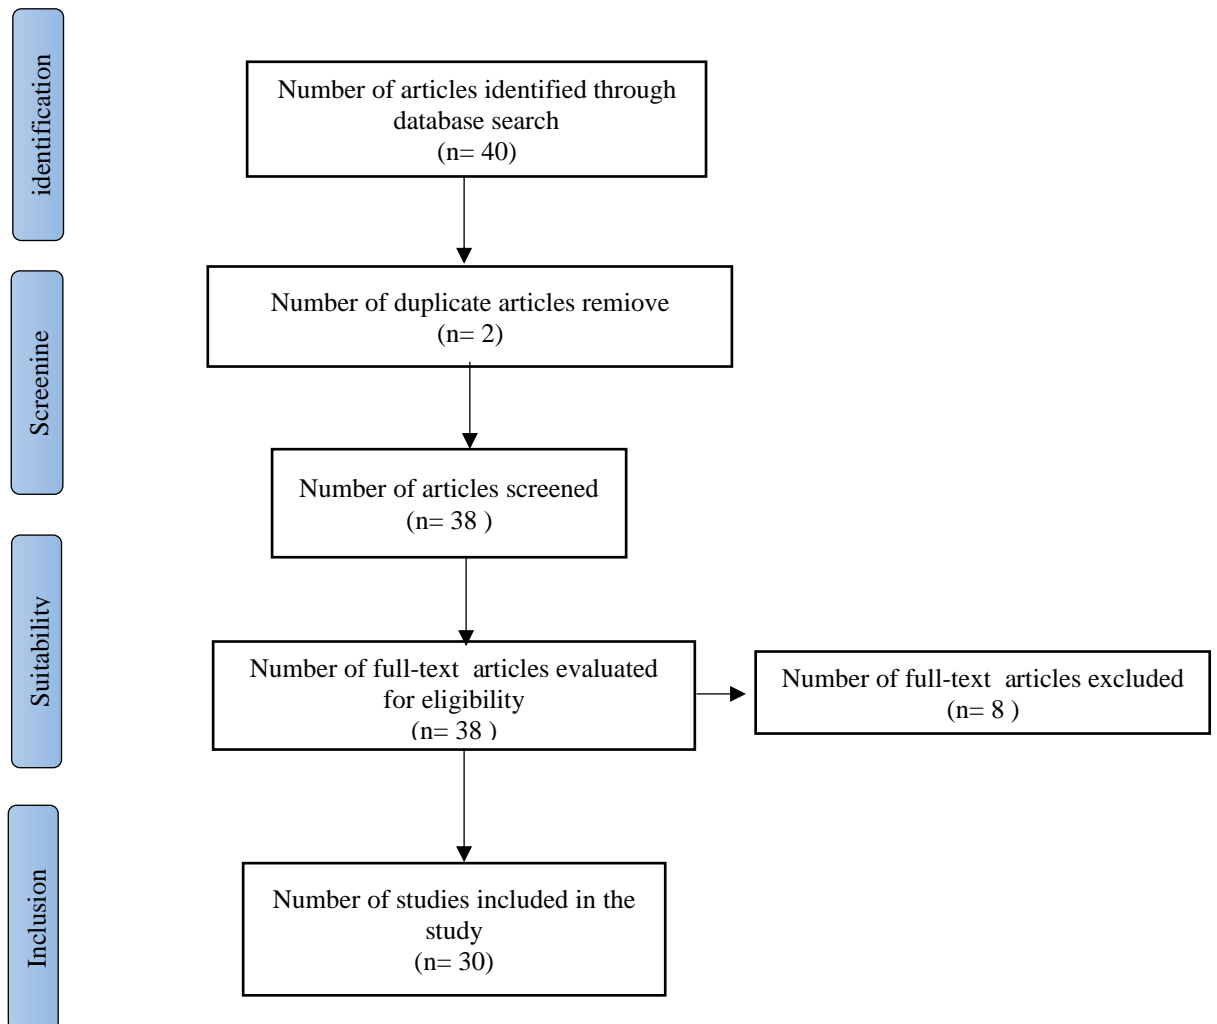 identification
Number of articles identified through
database search
(n= 40)
Screenine
Number of duplicate articles remiove
(n= 2)
Number of articles screened
(n= 38 )
Suitability
Number of full-text articles evaluated
for eligibility
(n= 38 )
Number of full-text articles excluded
(n= 8 )
Inclusion
Number of studies included in the
study
(n= 30)